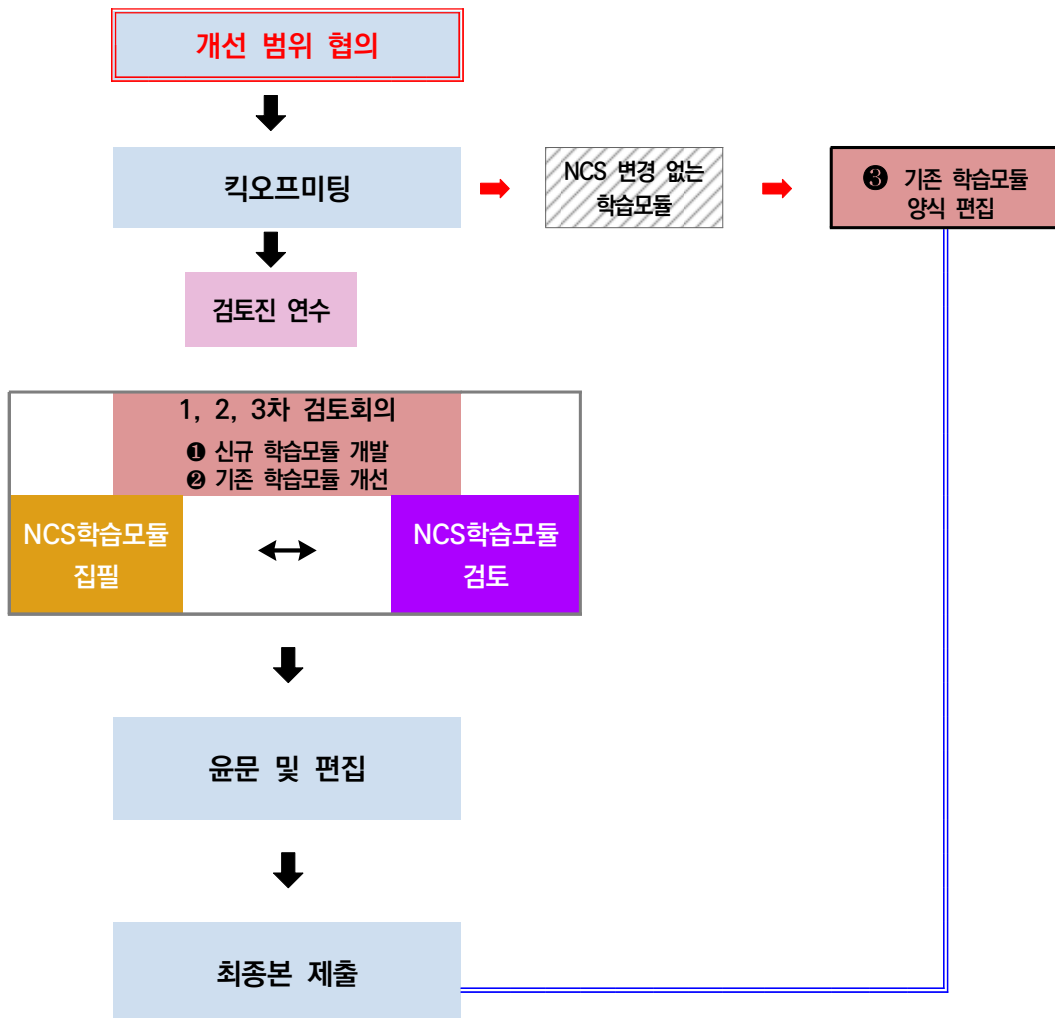 개선 범위 협의
킥오프미팅
NCS 변경 없는
학습모듈
❸ 기존 학습모듈
양식 편집
검토진 연수
1, 2, 3차 검토회의
❶ 신규 학습모듈 개발
❷ 기존 학습모듈 개선
NCS학습모듈
집필
NCS학습모듈
검토
윤문 및 편집
최종본 제출